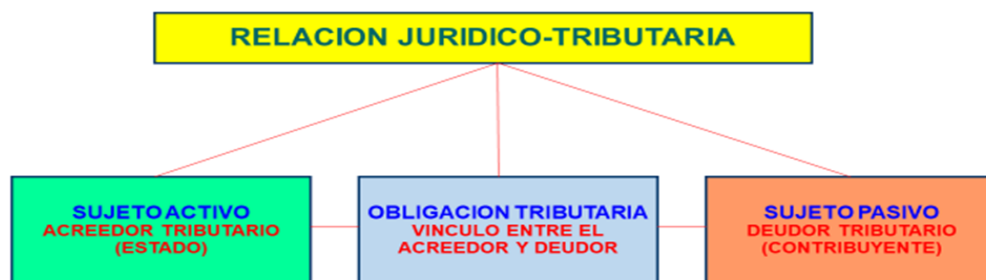 RELACION JURIDICO-TRIBUTARIA
SUJETO ACTIVO
ACREEDOR TRIBUTARIO
(ESTADO)
OBLIGACION TRIBUTARIA
VINCULO ENTRE EL
ACREEDOR Y DEUDOR
SUJETO PASIVO
DEUDOR TRIBUTARIO
(CONTRIBUYENTE)